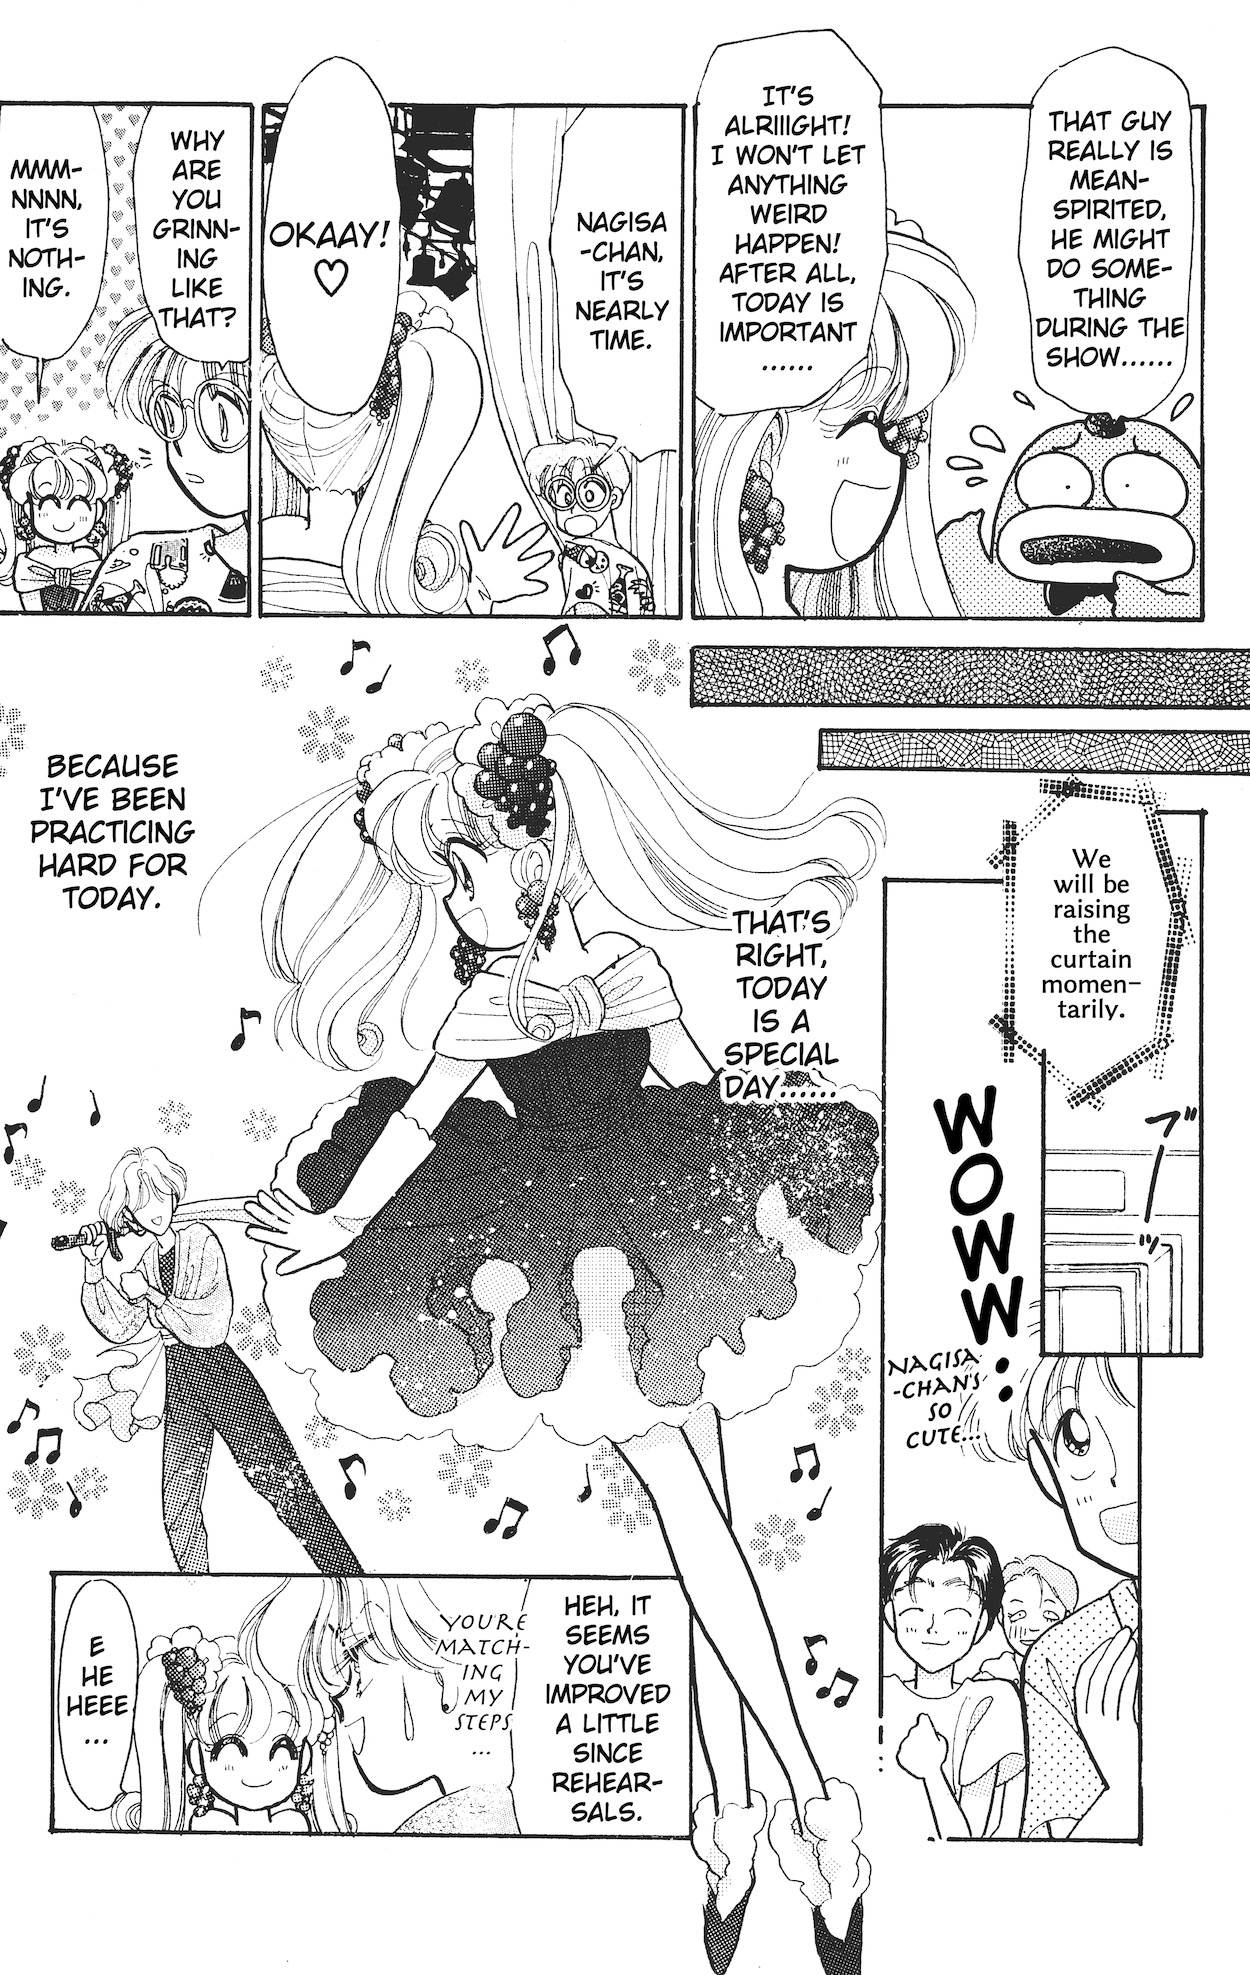 THAT GUY
REALLY IS
MEAN-
SPIRITED,
HE MIGHT
DO SOME-
THING
DURING THE
SHOW......
IT'S
ALRIIIGHT!
I WON'T LET
ANYTHING
WEIRD
HAPPEN!
AFTER ALL,
TODAY IS
IMPORTANT
......
NAGISA
-CHAN,
IT'S
NEARLY
TIME.
OKAAY!
♡
WHY
ARE
YOU
GRINN-
ING
LIKE
THAT?
MMM-
NNNN,
IT'S
NOTH-
ING.
We
will be
raising
the
curtain
momen-
tarily.
ブーッ
WOWW...
NAGISA
-CHAN'S
SO
CUTE...
THAT'S
RIGHT,
TODAY
IS A
SPECIAL
DAY......
BECAUSE
I'VE BEEN
PRACTICING
HARD FOR
TODAY.
HEH, IT
SEEMS
YOU'VE
IMPROVED
A LITTLE
SINCE
REHEAR-
SALS.
YOU'RE
MATCH-
ING
MY
STEPS
...
E
HE
HEEE
...